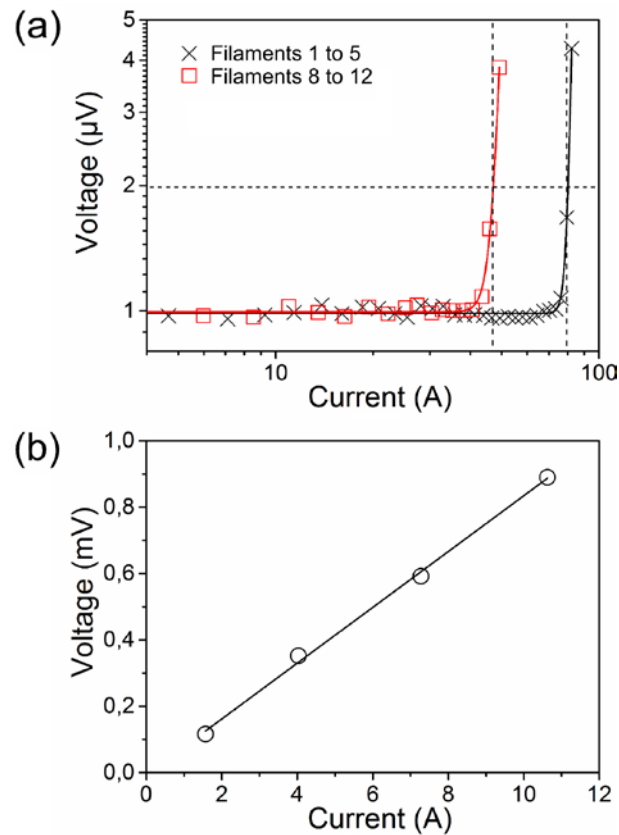 (a)
5
4
3
2
1
Voltage (µV)
Filaments 1 to 5
Filaments 8 to 12
10
100
Current (A)
(b)
1,0
0,8
0,6
0,4
0,2
0,0
Voltage (mV)
0 2 4 6 8 10 12
Current (A)